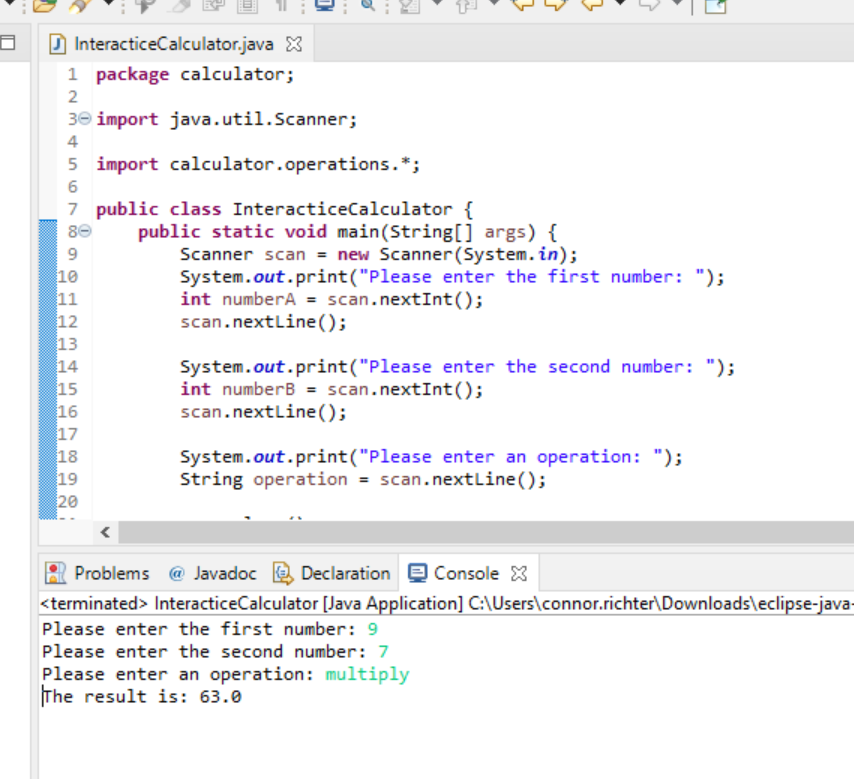 InteracticeCalculator.java
1 package calculator;
2
3 import java.util.Scanner;
4
5 import calculator.operations.*;
6
7 public class InteracticeCalculator {
8 public static void main(String[] args) {
9 Scanner scan = new Scanner(System.in);
10 System.out.print("Please enter the first number: ");
11 int numberA = scan.nextInt();
12 scan.nextLine();
13
14 System.out.print("Please enter the second number: ");
15 int numberB = scan.nextInt();
16 scan.nextLine();
17
18 System.out.print("Please enter an operation: ");
19 String operation = scan.nextLine();
20
Problems @ Javadoc Declaration Console
<terminated> InteracticeCalculator [Java Application] C:\Users\connor.richter\Downloads\eclipse-java-
Please enter the first number: 9
Please enter the second number: 7
Please enter an operation: multiply
The result is: 63.0